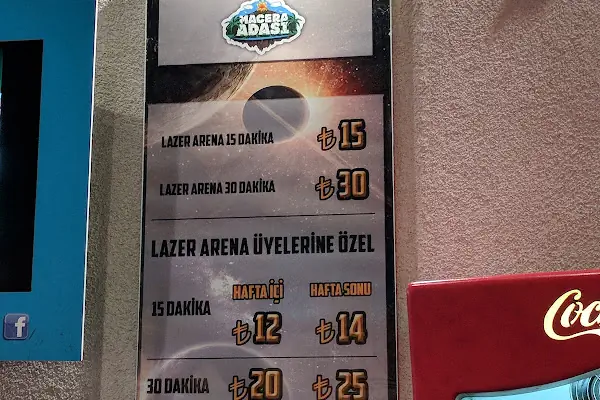 MACERA
ADASI
LAZER ARENA 15 DAKİKA ₺15
LAZER ARENA 30 DAKİKA ₺30
LAZER ARENA ÜYELERİNE ÖZEL
HAFTA İÇİ HAFTA SONU
15 DAKİKA ₺12 ₺14
30 DAKİKA ₺20 ₺25
f
Coc